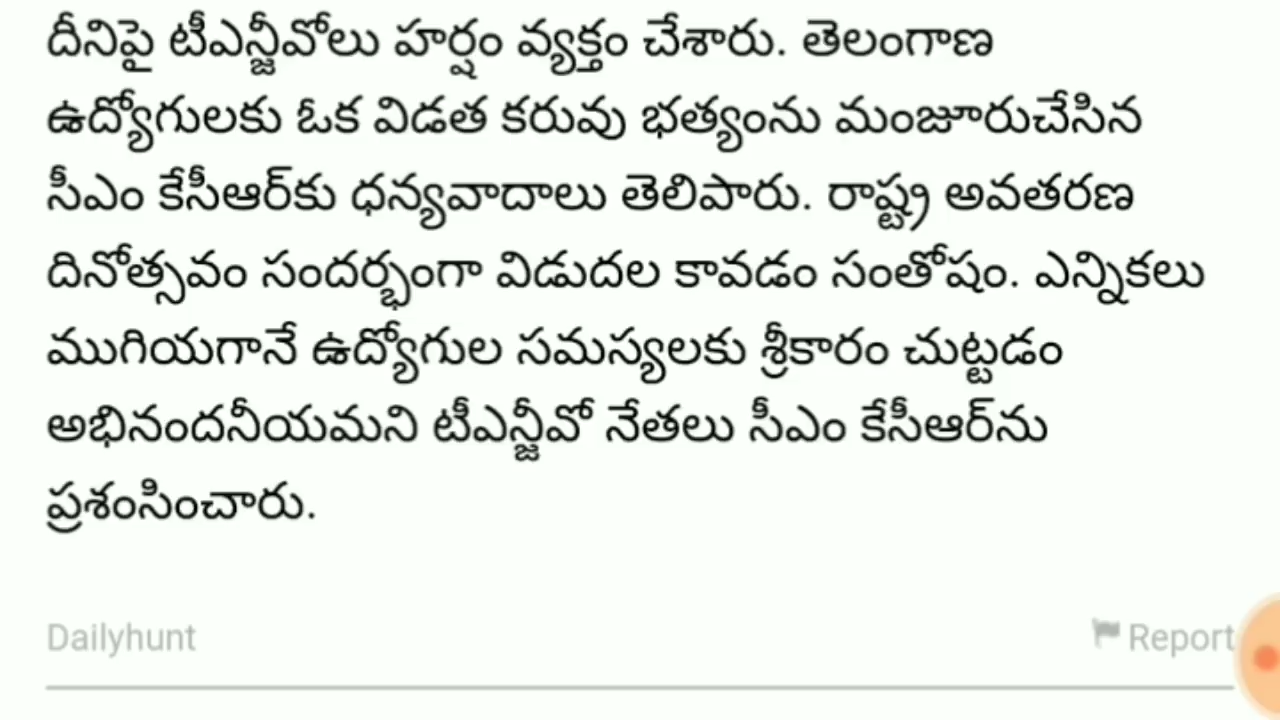 దీనిపై టీఎన్జీవోలు హర్షం వ్యక్తం చేశారు. తెలంగాణ
ఉద్యోగులకు ఓక విడత కరువు భత్యంను మంజూరుచేసిన
సీఎం కేసీఆర్‌కు ధన్యవాదాలు తెలిపారు. రాష్ట్ర అవతరణ
దినోత్సవం సందర్భంగా విడుదల కావడం సంతోషం. ఎన్నికలు
ముగియగానే ఉద్యోగుల సమస్యలకు శ్రీకారం చుట్టడం
అభినందనీయమని టీఎన్జీవో నేతలు సీఎం కేసీఆర్‌ను
ప్రశంసించారు.
Dailyhunt
Report